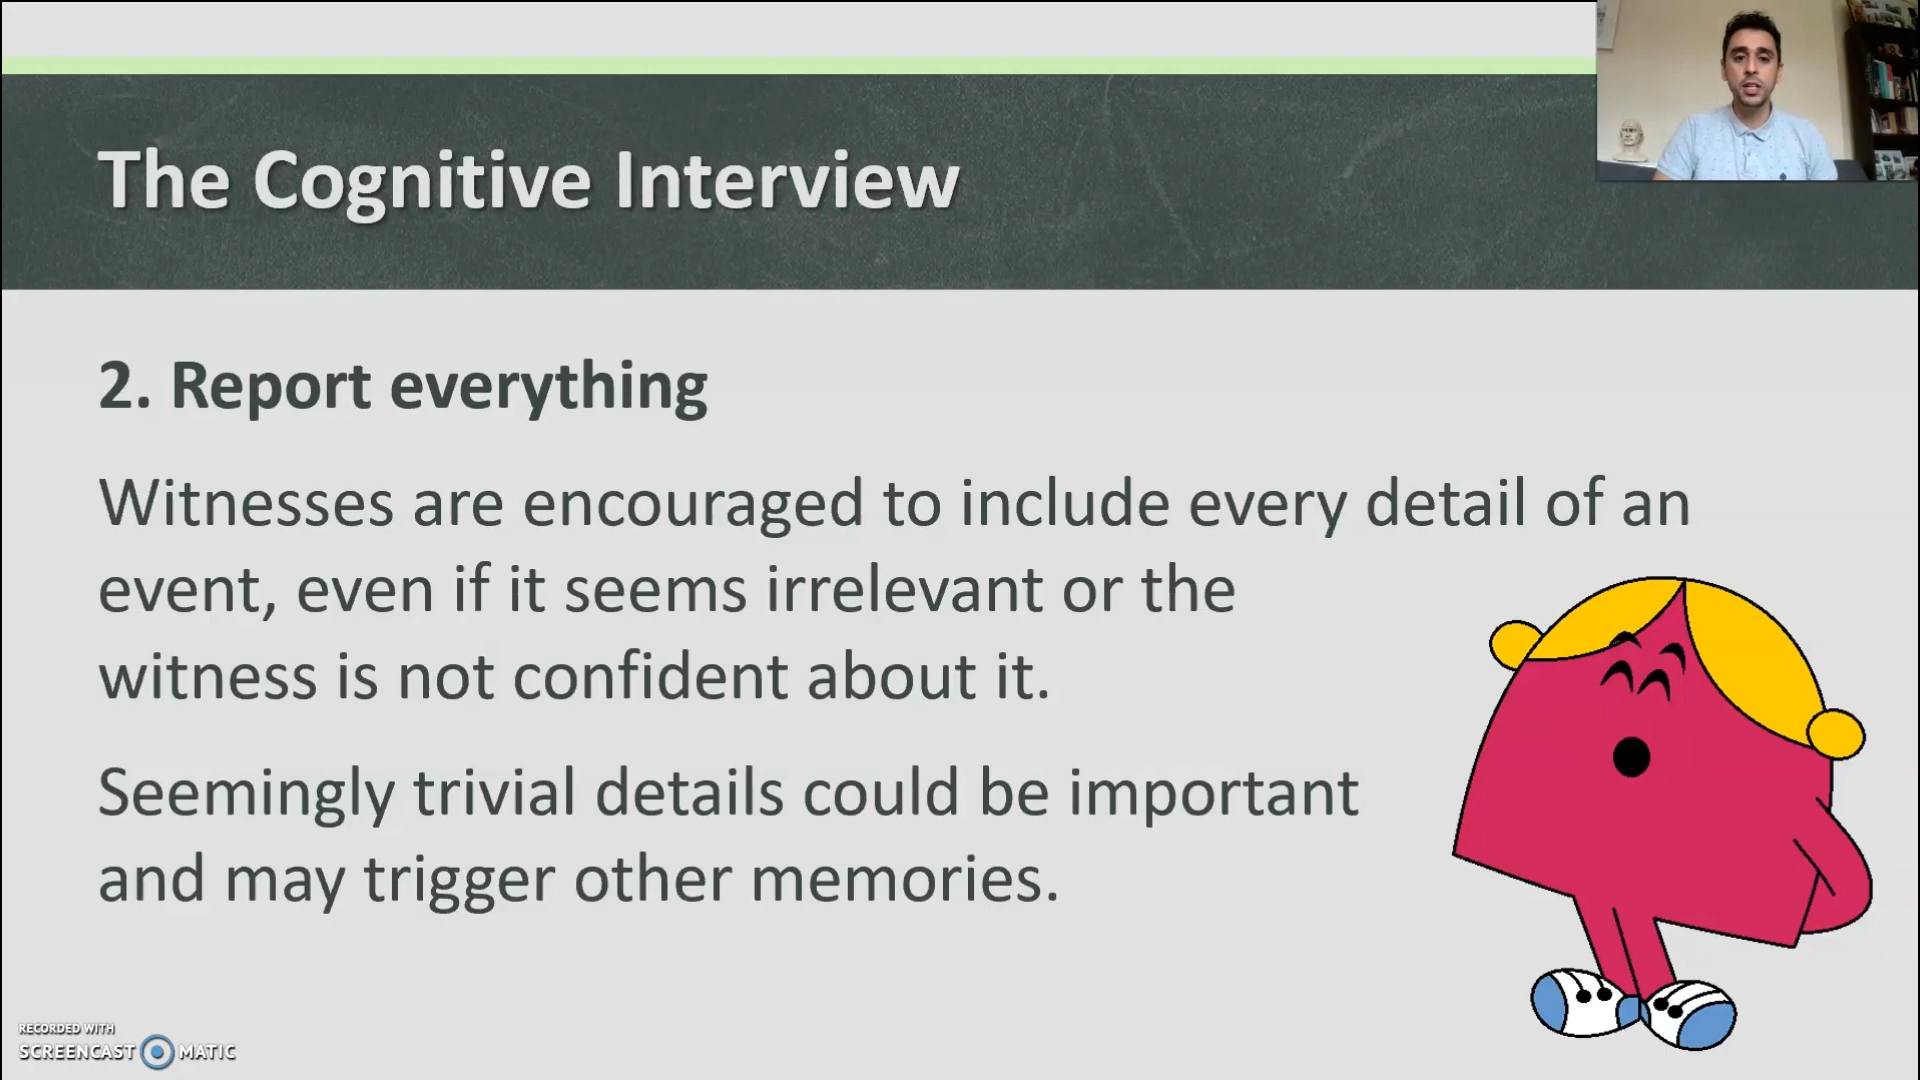 The Cognitive Interview
2. Report everything
Witnesses are encouraged to include every detail of an
event, even if it seems irrelevant or the
witness is not confident about it.
Seemingly trivial details could be important
and may trigger other memories.
RECORDED WITH
SCREENCAST MATIC